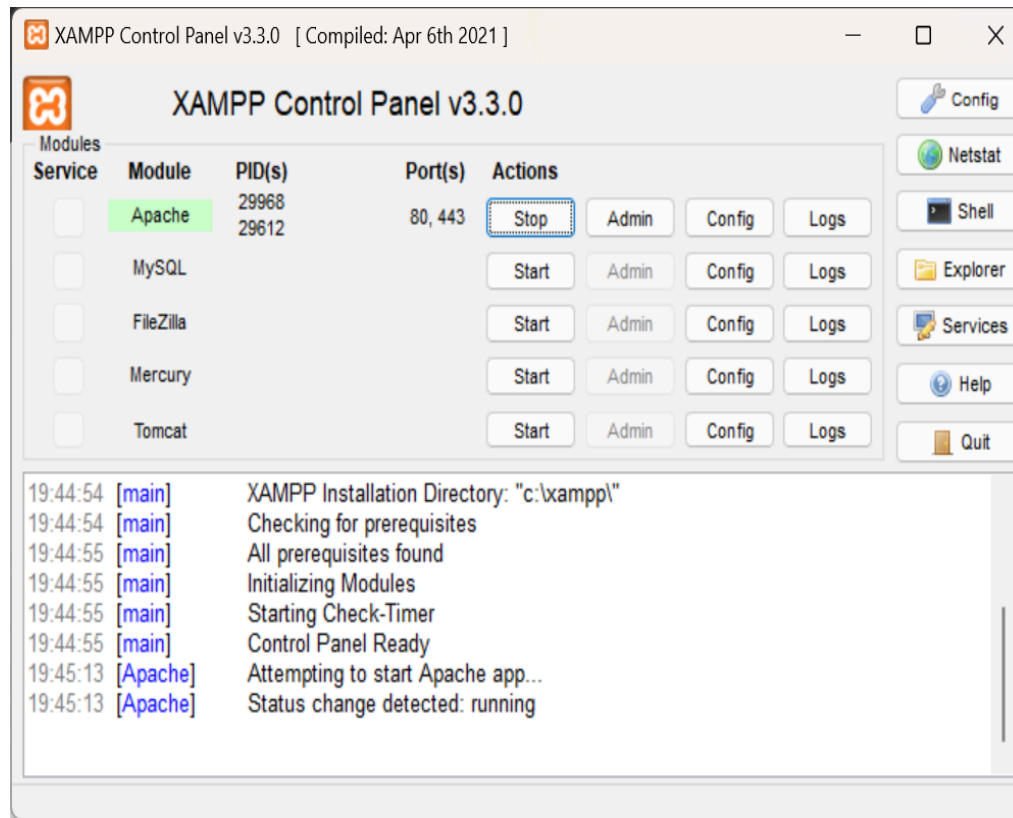 XAMPP Control Panel v3.3.0 [ Compiled: Apr 6th 2021 ]
XAMPP Control Panel v3.3.0
Config
Modules
Netstat
Service Module PID(s) Port(s) Actions
Apache 29968 29612 80, 443 Stop Admin Config Logs
Shell
MySQL Start Admin Config Logs
Explorer
FileZilla Start Admin Config Logs
Services
Mercury Start Admin Config Logs
Help
Tomcat Start Admin Config Logs
Quit
19:44:54 [main] XAMPP Installation Directory: "c:\xampp\"
19:44:54 [main] Checking for prerequisites
19:44:55 [main] All prerequisites found
19:44:55 [main] Initializing Modules
19:44:55 [main] Starting Check-Timer
19:44:55 [main] Control Panel Ready
19:45:13 [Apache] Attempting to start Apache app...
19:45:13 [Apache] Status change detected: running